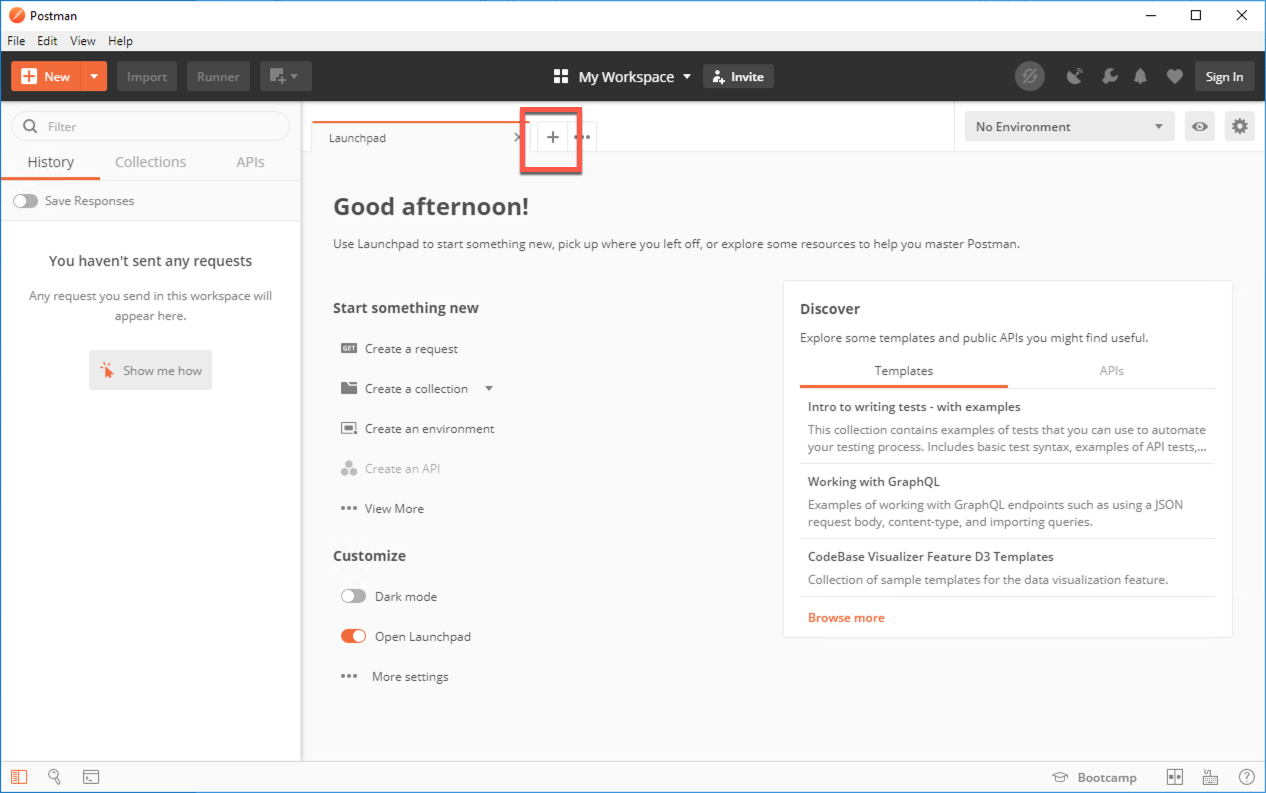 Postman
File Edit View Help
New Import Runner My Workspace Invite Sign In
Filter
History Collections APIs
Save Responses
You haven't sent any requests
Any request you send in this workspace will
appear here.
Show me how
Launchpad
No Environment
Good afternoon!
Use Launchpad to start something new, pick up where you left off, or explore some resources to help you master Postman.
Start something new
GET Create a request
Create a collection
Create an environment
Create an API
View More
Customize
Dark mode
Open Launchpad
More settings
Discover
Explore some templates and public APIs you might find useful.
Templates APIs
Intro to writing tests - with examples
This collection contains examples of tests that you can use to automate
your testing process. Includes basic test syntax, examples of API tests,...
Working with GraphQL
Examples of working with GraphQL endpoints such as using a JSON
request body, content-type, and importing queries.
CodeBase Visualizer Feature D3 Templates
Collection of sample templates for the data visualization feature.
Browse more
Bootcamp